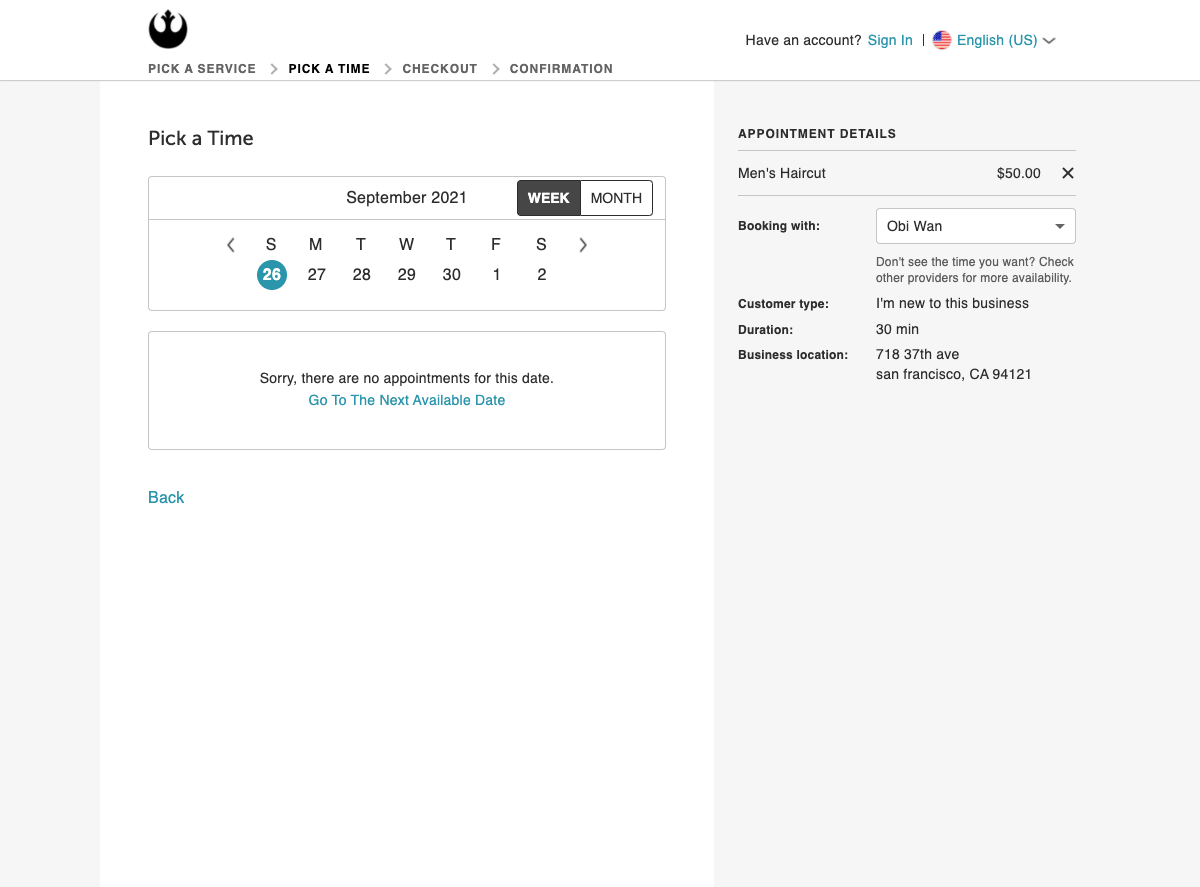 Have an account? Sign In | English (US)
PICK A SERVICE > PICK A TIME > CHECKOUT > CONFIRMATION
Pick a Time
September 2021 WEEK MONTH
S M T W T F S
26 27 28 29 30 1 2
Sorry, there are no appointments for this date.
Go To The Next Available Date
Back
APPOINTMENT DETAILS
Men's Haircut $50.00
Booking with: Obi Wan
Don't see the time you want? Check
other providers for more availability.
Customer type: I'm new to this business
Duration: 30 min
Business location: 718 37th ave
san francisco, CA 94121